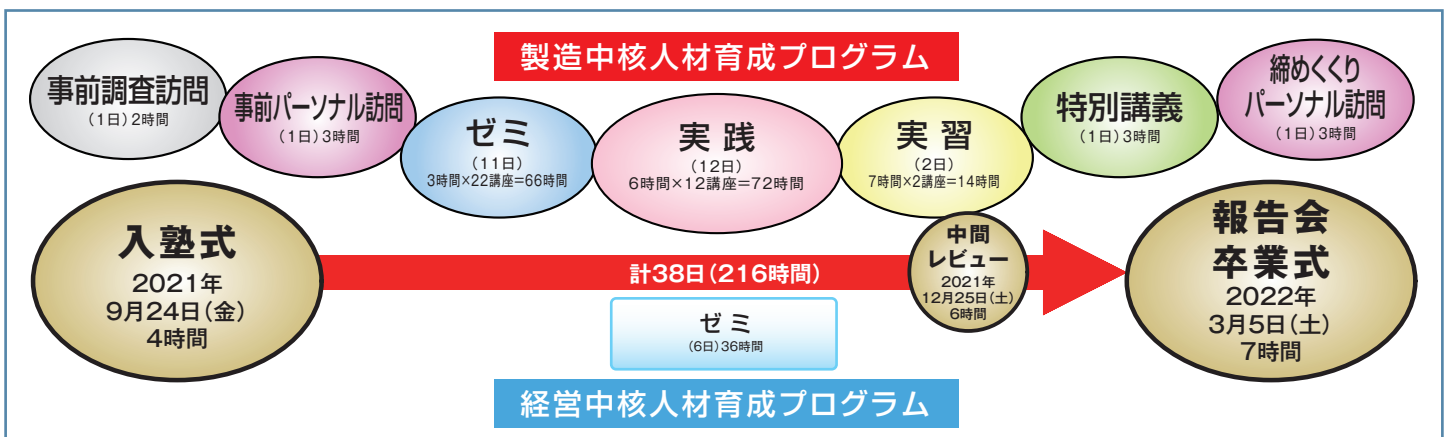 製造中核人材育成プログラム
事前調査訪問
(1日)2時間
事前パーソナル訪問
(1日)3時間
ゼミ
(11日)
3時間×22講座=66時間
実践
(12日)
6時間×12講座=72時間
実習
(2日)
7時間×2講座=14時間
特別講義
(1日)3時間
締めくくり
パーソナル訪問
(1日)3時間
入塾式
2021年
9月24日(金)
4時間
計38日(216時間)
中間
レビュー
2021年
12月25日(土)
6時間
報告会
卒業式
2022年
3月5日(土)
7時間
ゼミ
(6日)36時間
経営中核人材育成プログラム